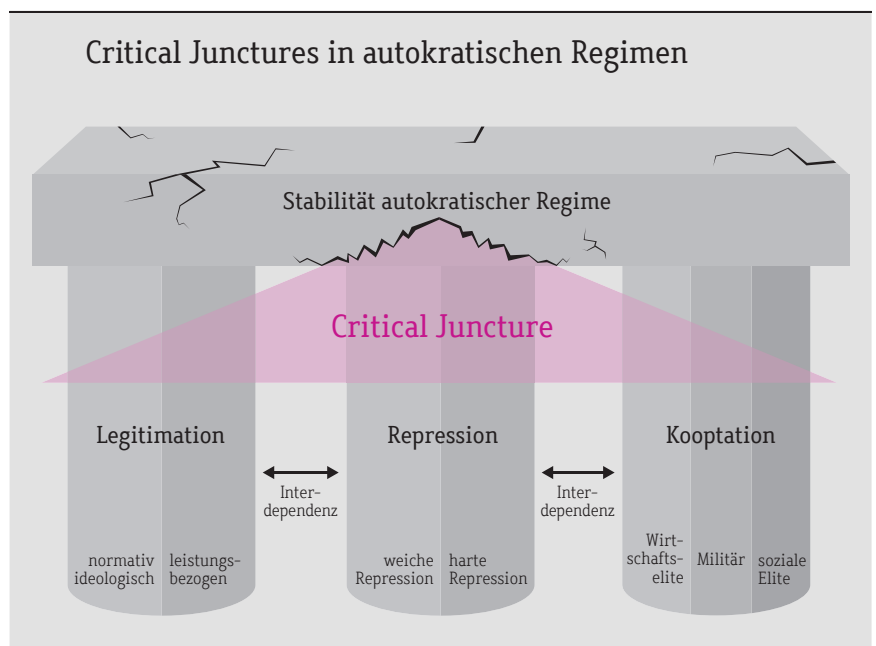 Critical Junctures in autokratischen Regimen
Stabilität autokratischer Regime
Critical Juncture
Legitimation
Repression
Kooptation
Inter-
dependenz
Inter-
dependenz
normativ
ideologisch
leistungs-
bezogen
weiche
Repression
harte
Repression
Wirt-
schafts-
elite
Militär
soziale
Elite